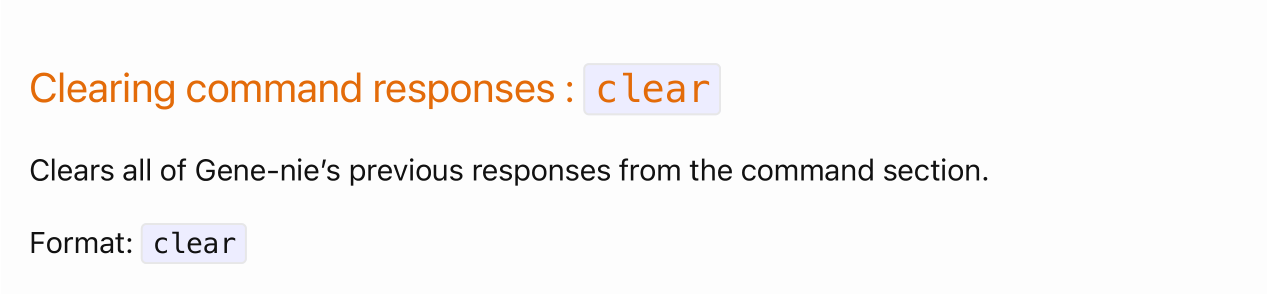 Clearing command responses : clear
Clears all of Gene-nie’s previous responses from the command section.
Format: clear